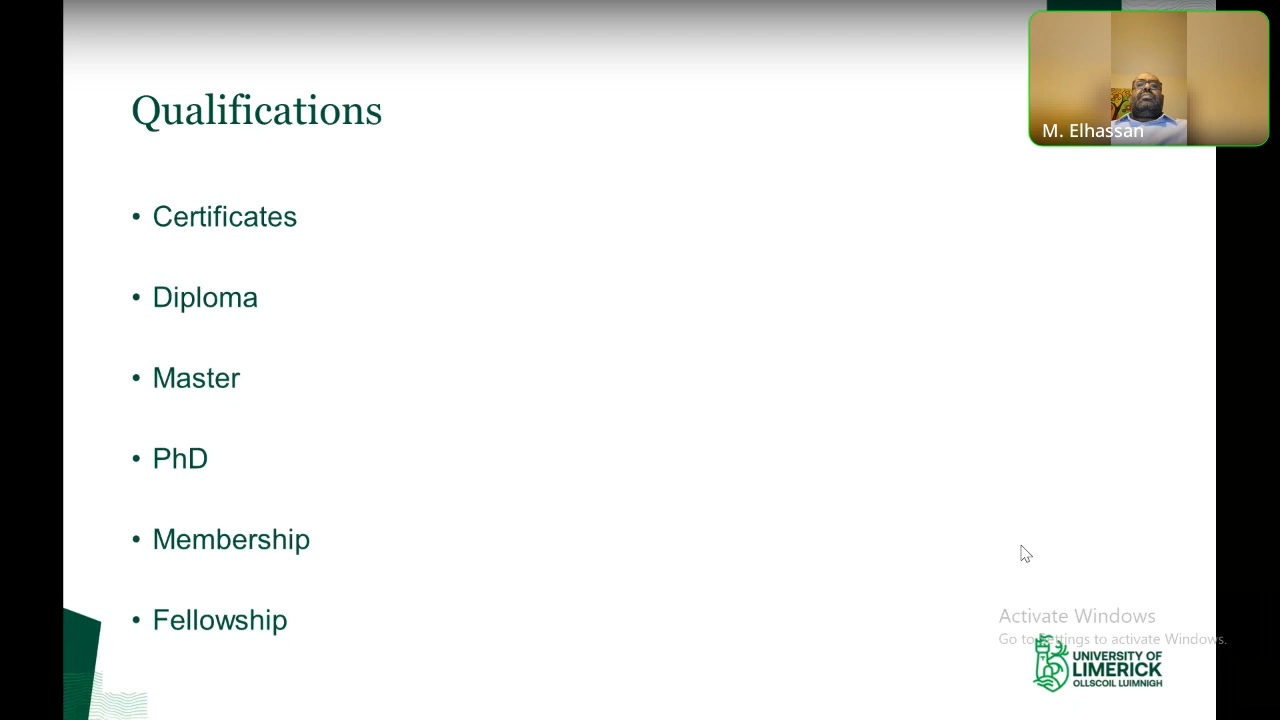 Qualifications
M. Elhassan
• Certificates
• Diploma
• Master
• PhD
• Membership
• Fellowship
Activate Windows
Go to Settings to activate Windows.
UNIVERSITY OF
LIMERICK
OLLSCOIL LUIMNIGH